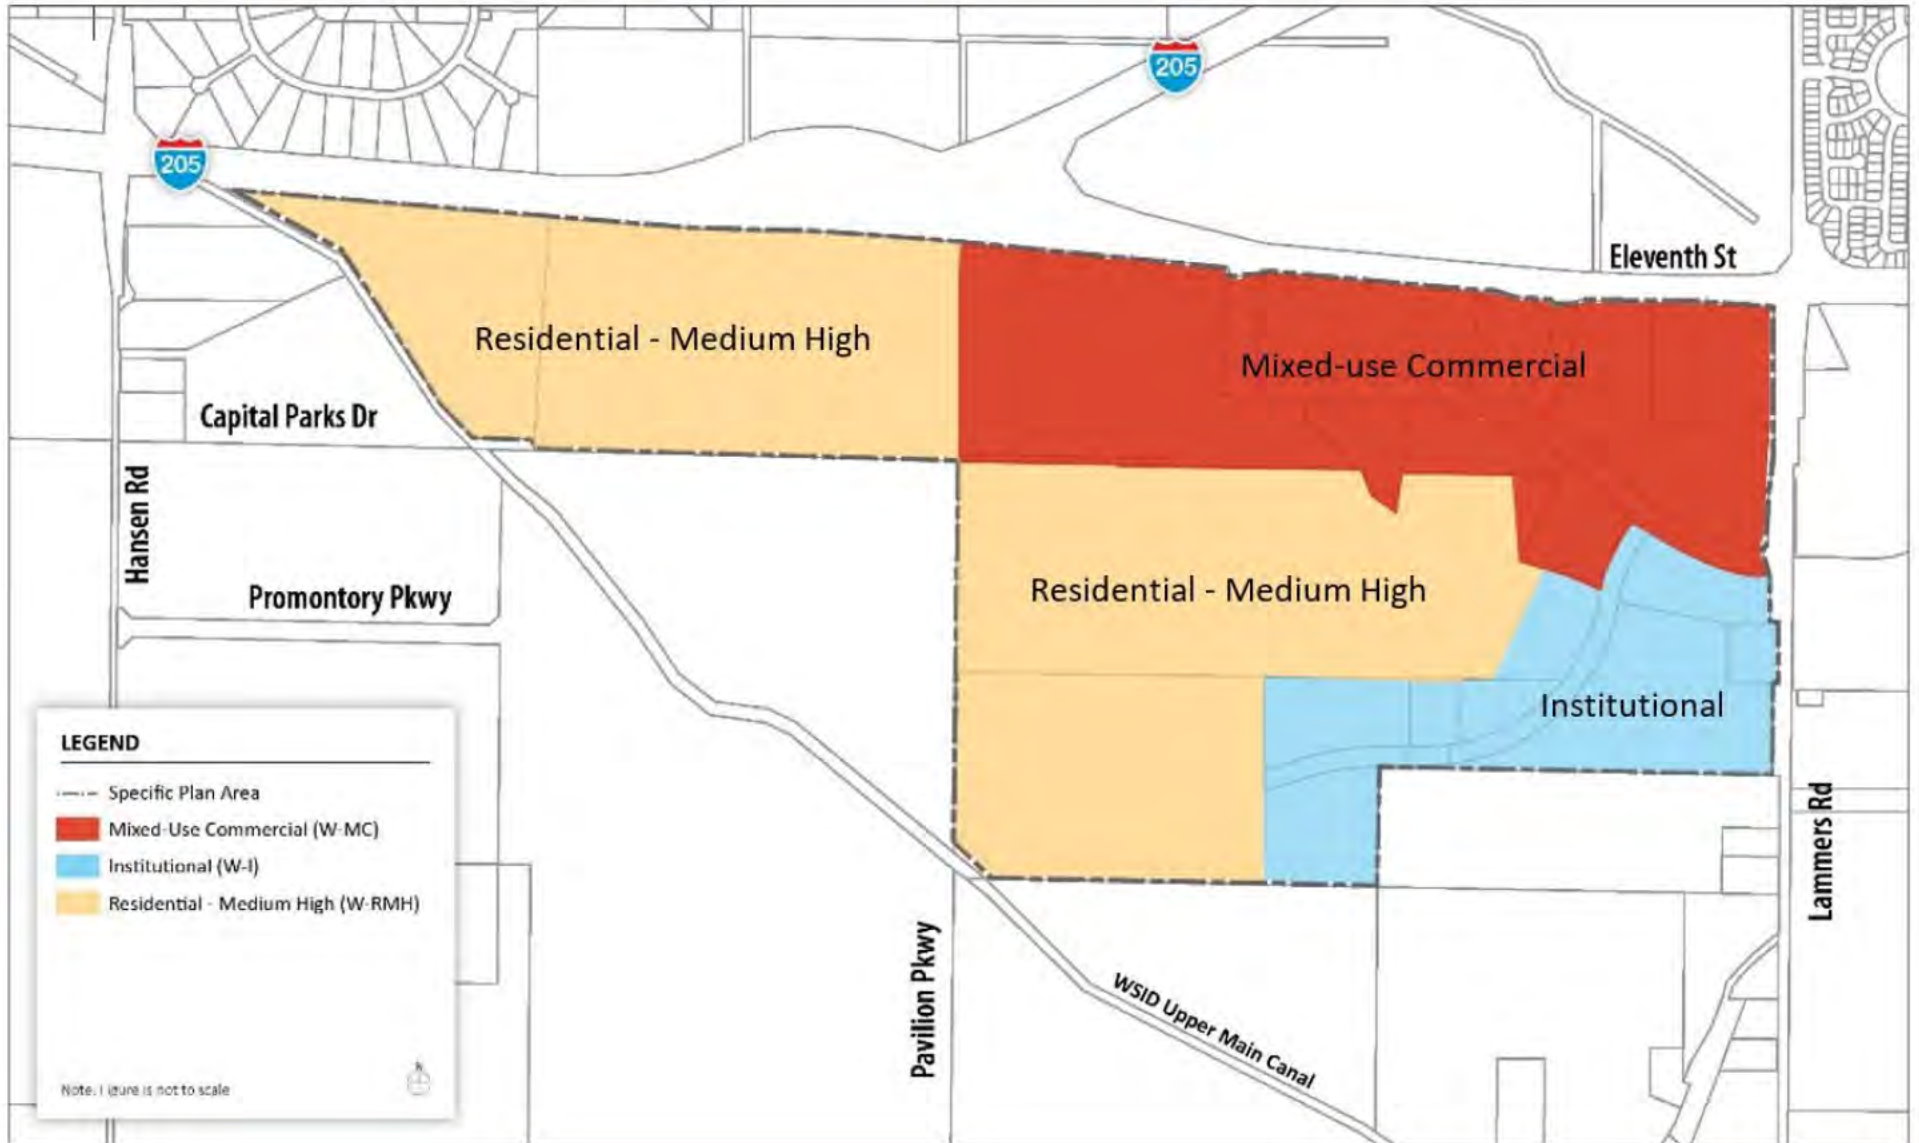 205
205
Eleventh St
Residential - Medium High
Mixed-use Commercial
Capital Parks Dr
Hansen Rd
Promontory Pkwy
Residential - Medium High
Institutional
LEGEND
Specific Plan Area
Mixed-Use Commercial (W-MC)
Institutional (W-I)
Residential - Medium High (W-RMH)
Note: Figure is not to scale
N
Lammers Rd
Pavilion Pkwy
WSID Upper Main Canal